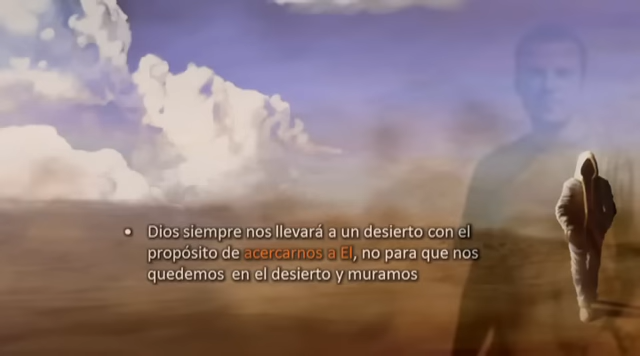 • Dios siempre nos llevará a un desierto con el
propósito de acercarnos a El, no para que nos
quedemos en el desierto y muramos